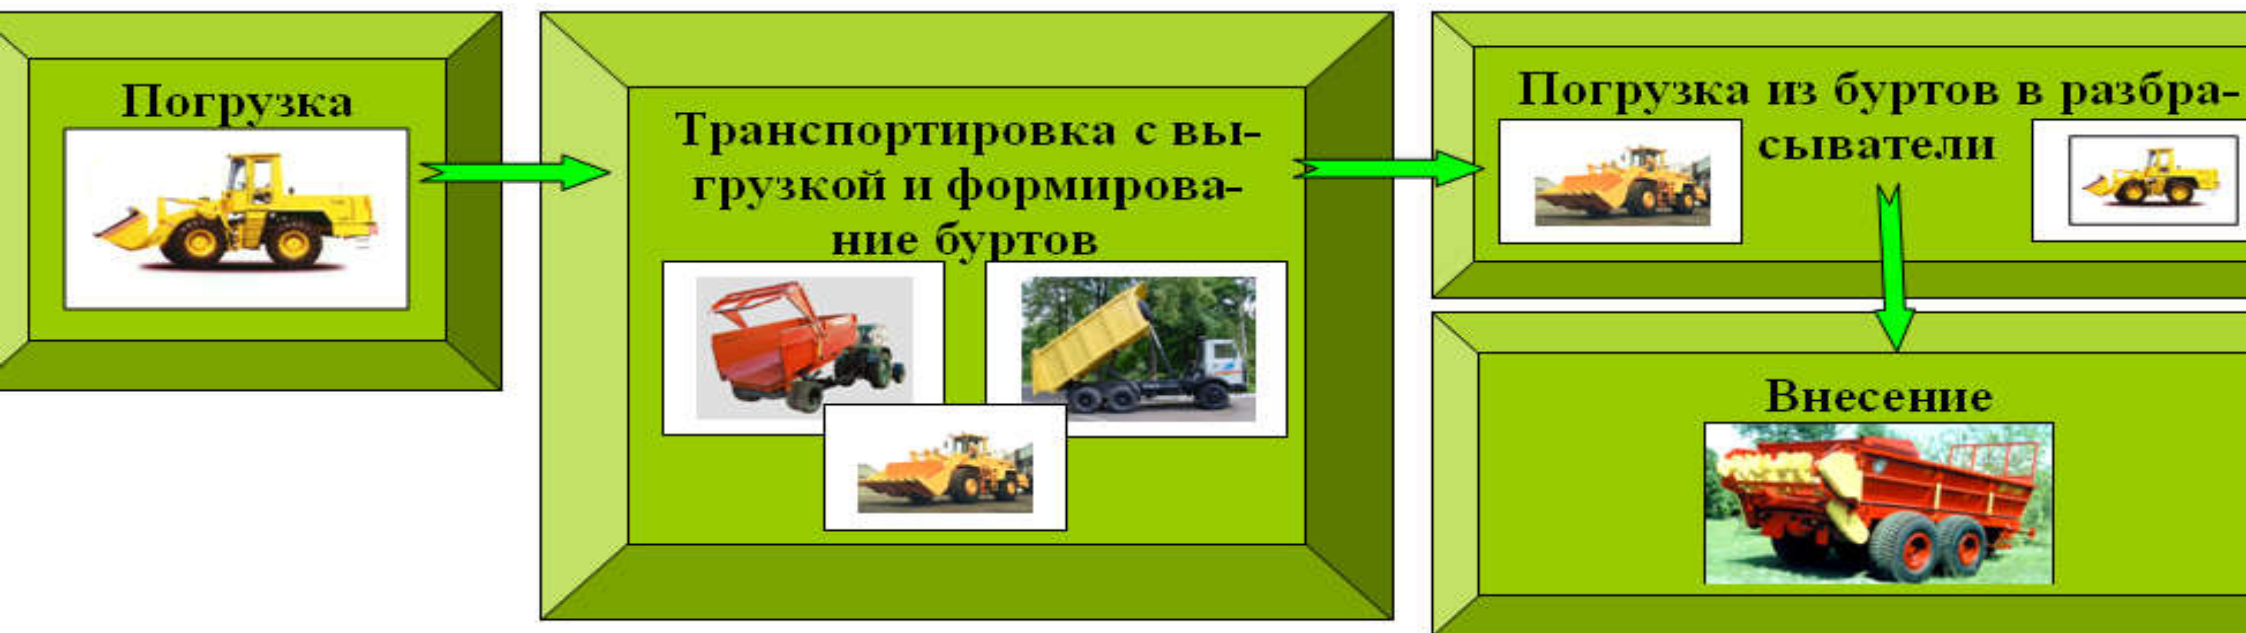 Погрузка
Транспортировка с вы-
грузкой и формирова-
ние буртов
Погрузка из буртов в разбра-
сыватели
Внесение